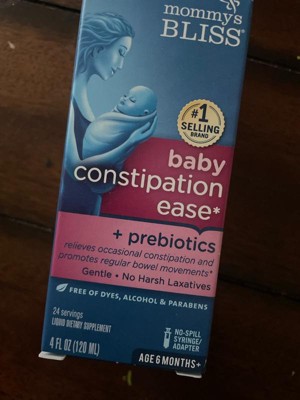 mommy's
BLISS®
#1
SELLING
BRAND
baby
constipation
ease*
+ prebiotics
relieves occasional constipation and
promotes regular bowel movements*
Gentle • No Harsh Laxatives
FREE OF DYES, ALCOHOL & PARABENS
24 servings
LIQUID DIETARY SUPPLEMENT
4 FL OZ (120 ML)
NO-SPILL
SYRINGE/
ADAPTER
AGE 6 MONTHS+